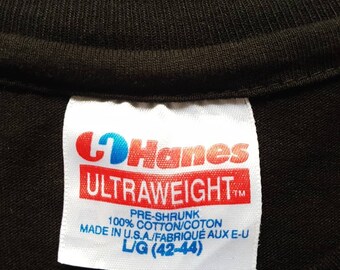 Hanes
ULTRAWEIGHT™
PRE-SHRUNK
100% COTTON/COTON
MADE IN U.S.A./FABRIQUÉ AUX E-U
L/G (42-44)